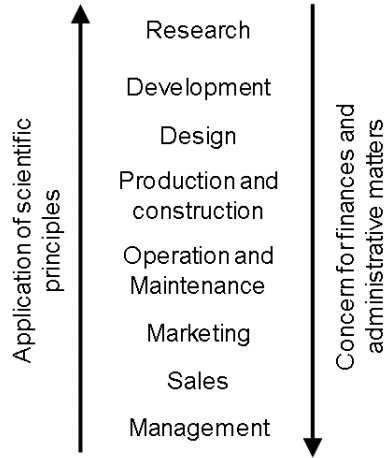 Research
Development
Design
Production and
construction
Operation and
Maintenance
Marketing
Sales
Management
Application of scientific
principles
Concern for finances and
administrative matters